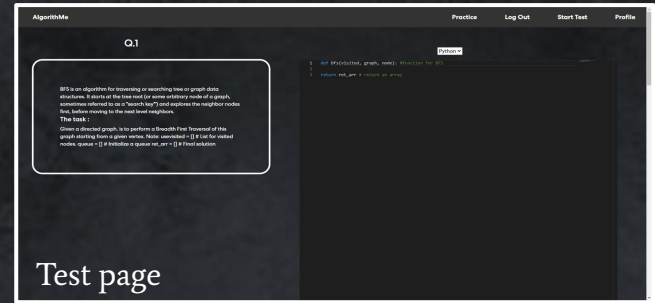 AlgorithMe
Practice Log Out Start Test Profile
Q.1
BFS is an algorithm for traversing or searching tree or graph data
structures. It starts at the tree root (or some arbitrary node of a graph,
sometimes referred to as a "search key") and explores the neighbor nodes
first, before moving to the next level neighbors.
The task :
Given a directed graph, is to perform a Breadth First Traversal of this
graph starting from a given vertex. Note: usevisited = [] # List for visited
nodes. queue = [] # Initialize a queue ret_arr = [] # Final solution
Python
1 def bfs(visited, graph, node): #function for BFS
2
3 return ret_arr # return an array
Test page